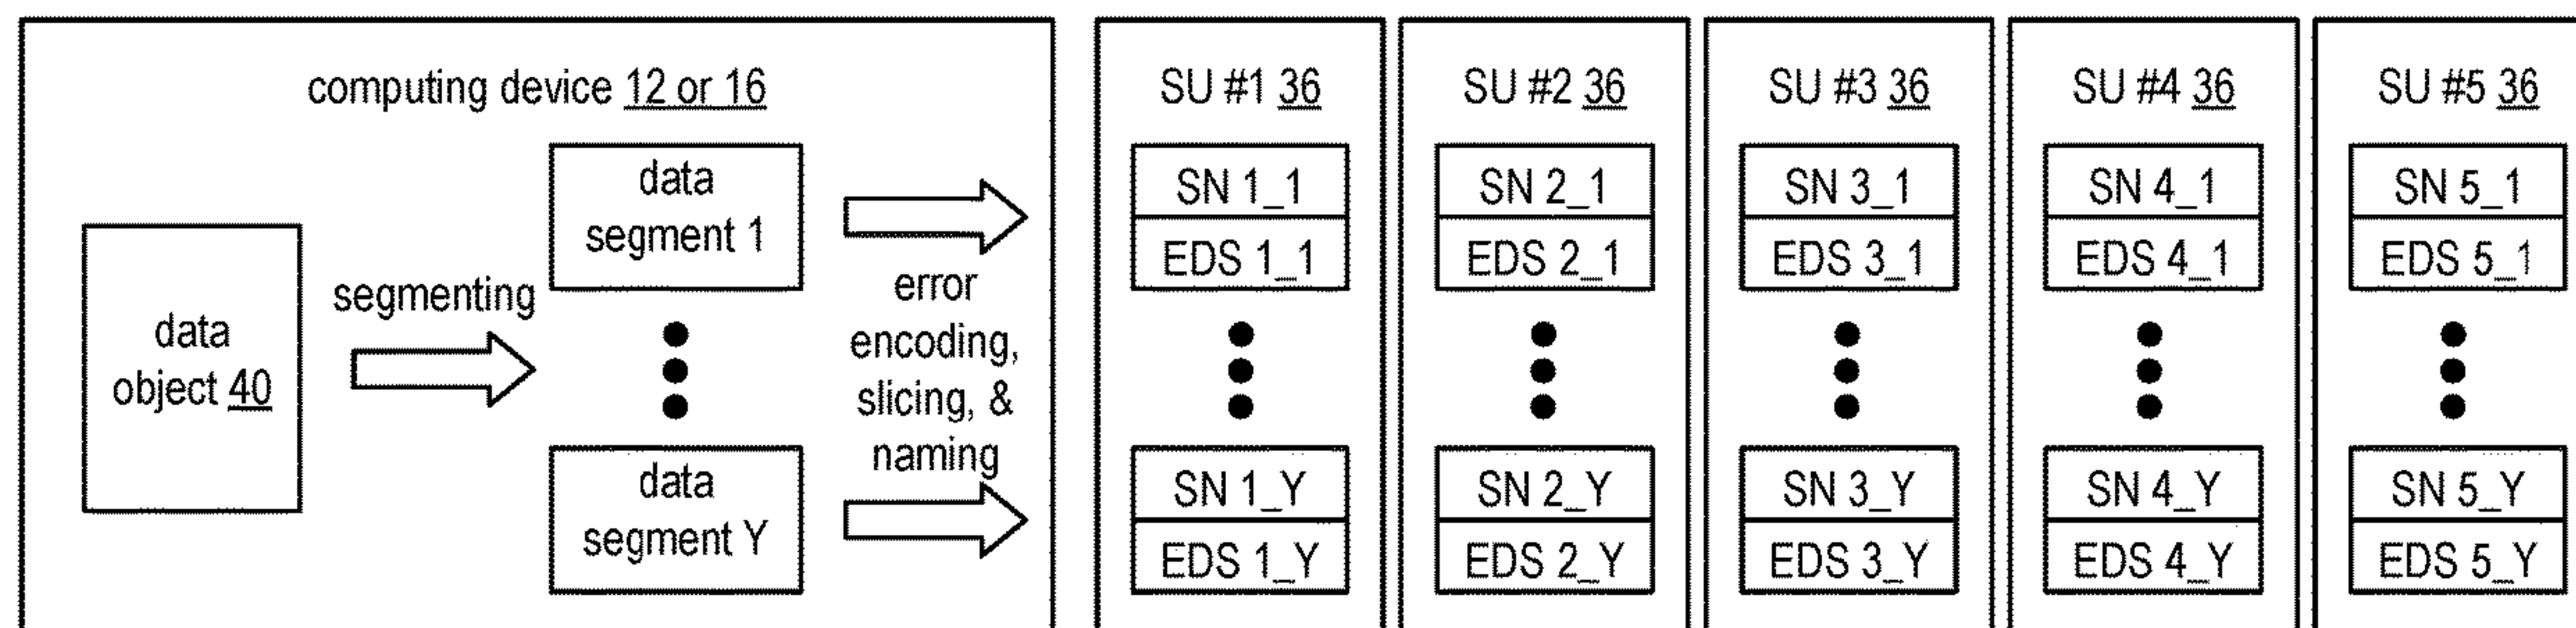 computing device 12 or 16
data
object 40
segmenting
data
segment 1
data
segment Y
error
encoding,
slicing, &
naming
SU #1 36
SN 1_1
EDS 1_1
SN 1_Y
EDS 1_Y
SU #2 36
SN 2_1
EDS 2_1
SN 2_Y
EDS 2_Y
SU #3 36
SN 3_1
EDS 3_1
SN 3_Y
EDS 3_Y
SU #4 36
SN 4_1
EDS 4_1
SN 4_Y
EDS 4_Y
SU #5 36
SN 5_1
EDS 5_1
SN 5_Y
EDS 5_Y